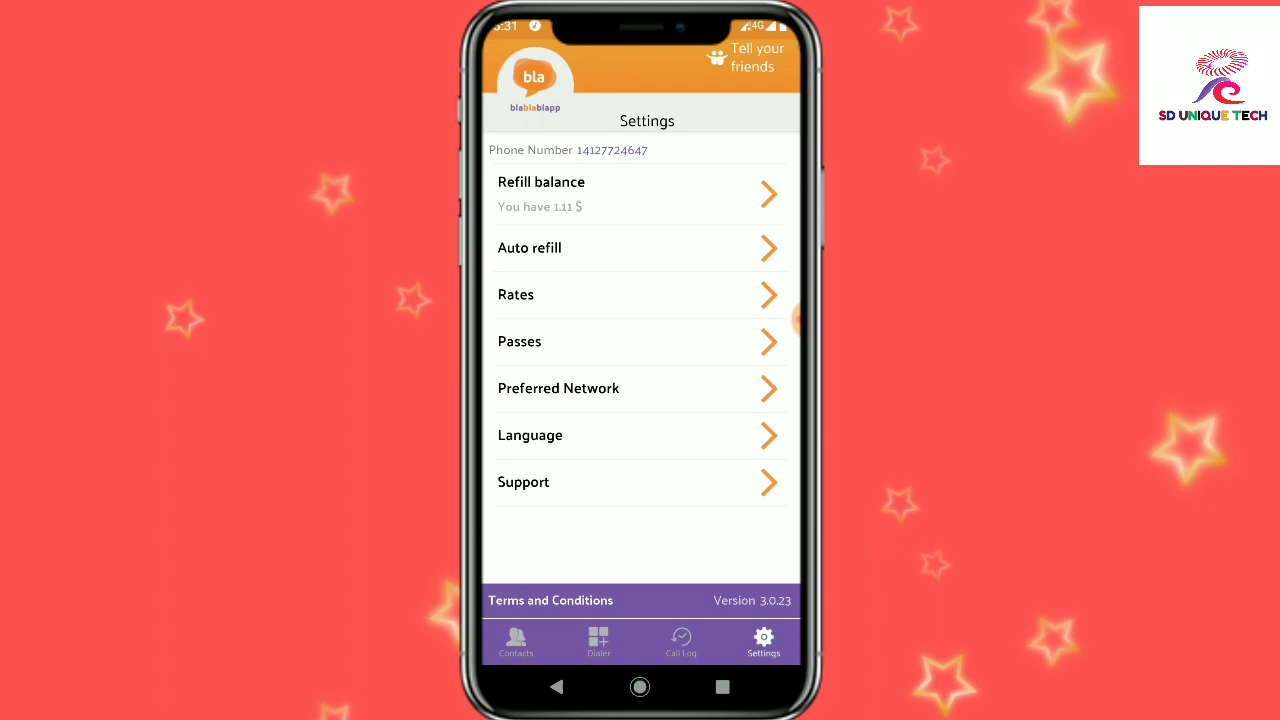 :31
4G
Tell your
friends
bla
blablablapp
Settings
Phone Number 14127724647
Refill balance
You have 1.11 $
Auto refill
Rates
Passes
Preferred Network
Language
Support
Terms and Conditions Version 3.0.23
Contacts Dialer Call Log Settings
SD UNIQUE TECH